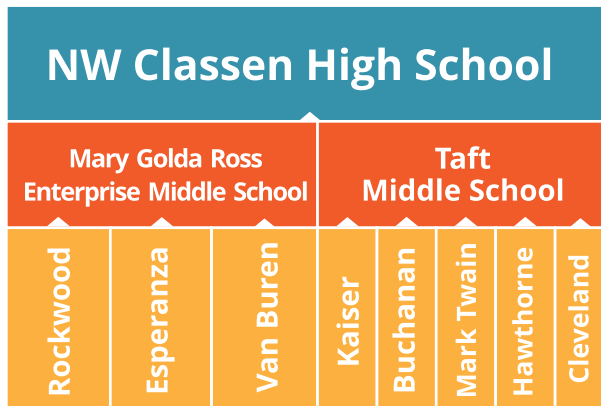 NW Classen High School
Mary Golda Ross
Enterprise Middle School
Taft
Middle School
Rockwood
Esperanza
Van Buren
Kaiser
Buchanan
Mark Twain
Hawthorne
Cleveland